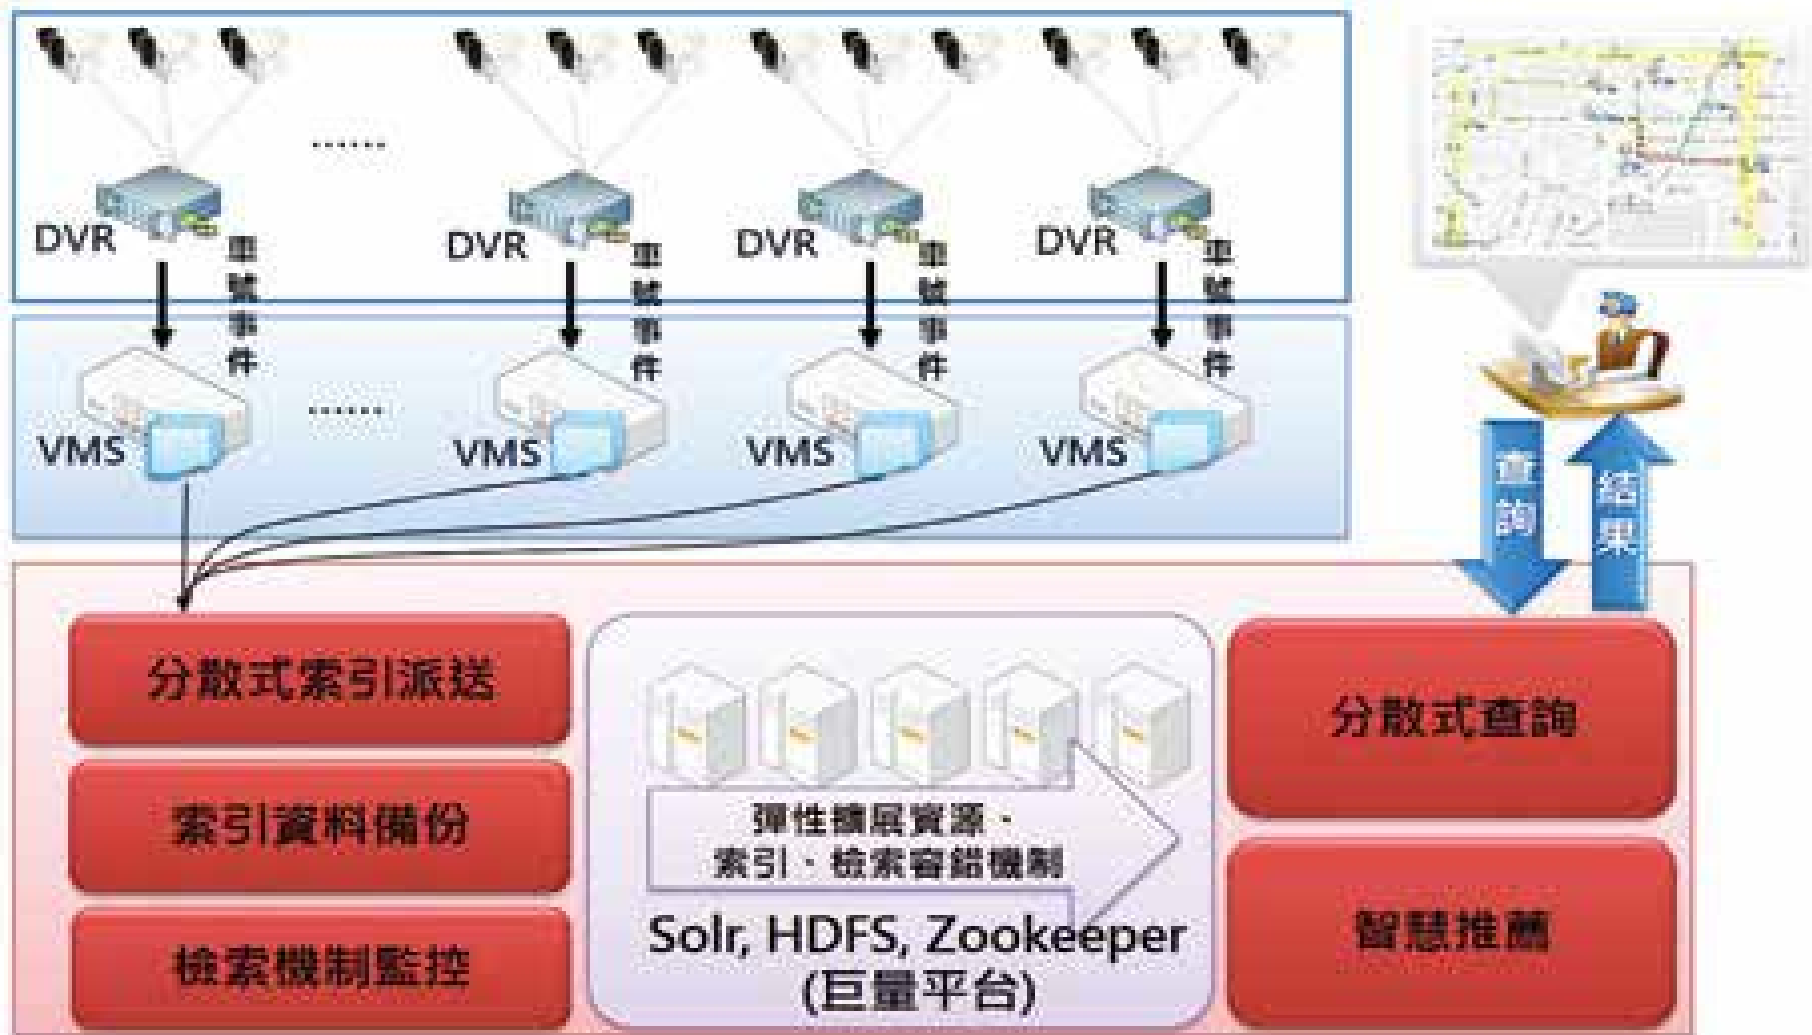 ......
DVR
車號事件
DVR
車號事件
DVR
車號事件
DVR
車號事件
VMS
......
VMS
VMS
VMS
查詢
結果
分散式索引派送
索引資料備份
檢索機制監控
彈性擴展資源、
索引、檢索容錯機制
Solr, HDFS, Zookeeper
(巨量平台)
分散式查詢
智慧推薦